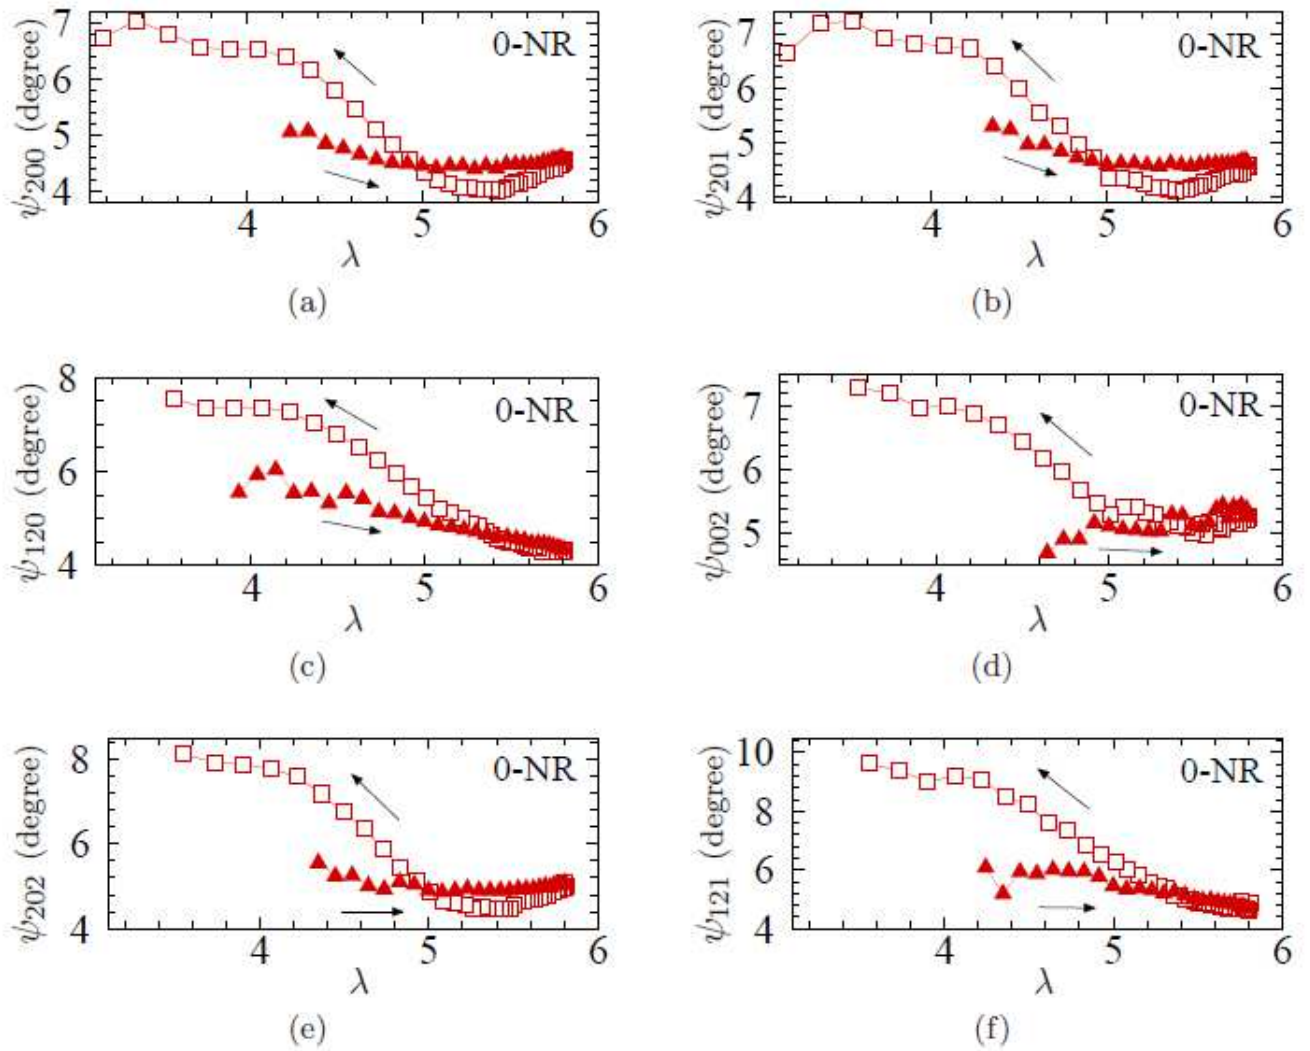 7
6
5
4
ψ200 (degree)
0-NR
4
5
6
λ
(a)
7
6
5
4
ψ201 (degree)
0-NR
4
5
6
λ
(b)
8
6
4
ψ120 (degree)
0-NR
4
5
6
λ
(c)
7
6
5
ψ002 (degree)
0-NR
4
5
6
λ
(d)
8
6
4
ψ202 (degree)
0-NR
4
5
6
λ
(e)
10
8
6
4
ψ121 (degree)
0-NR
4
5
6
λ
(f)